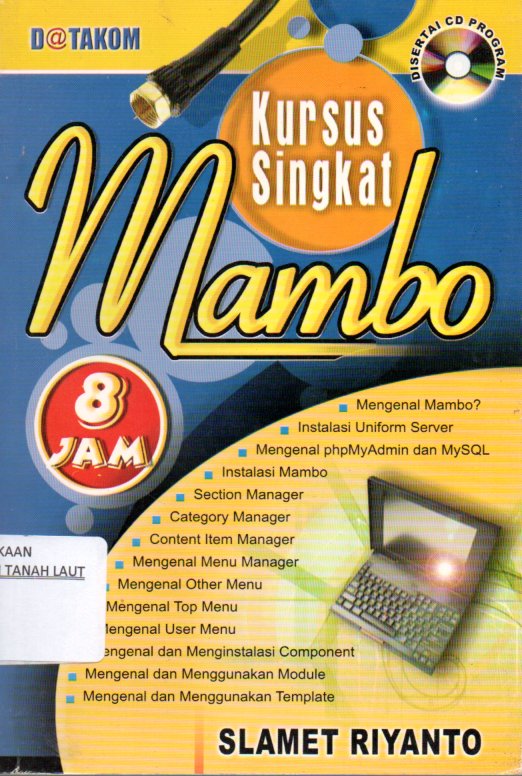 D@TAKOM
DISERTAI CD PROGRAM
Kursus
Singkat
Mambo
8
JAM
Mengenal Mambo?
Instalasi Uniform Server
Mengenal phpMyAdmin dan MySQL
Instalasi Mambo
Section Manager
Category Manager
Content Item Manager
Mengenal Menu Manager
Mengenal Other Menu
Mengenal Top Menu
Mengenal User Menu
Mengenal dan Menginstalasi Component
Mengenal dan Menggunakan Module
Mengenal dan Menggunakan Template
KAAN
TANAH LAUT
SLAMET RIYANTO